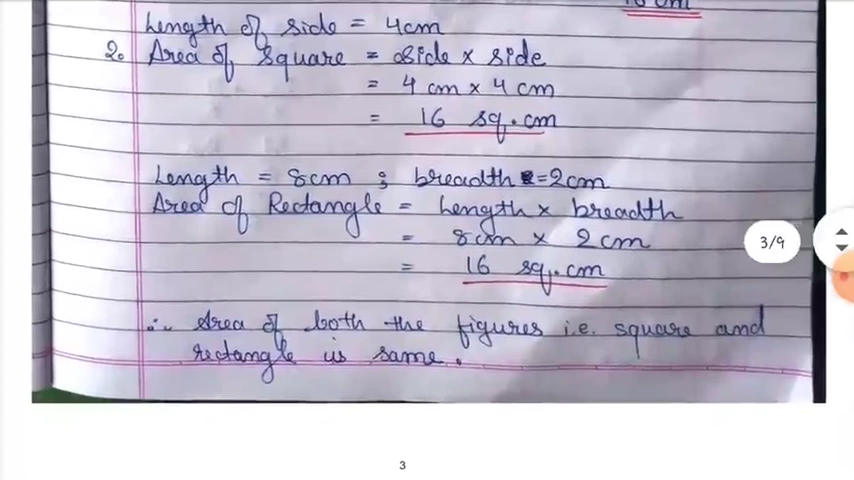 Length of side = 4cm
2. Area of square = side x side
= 4 cm x 4 cm
= 16 sq.cm
Length = 8cm ; breadth = 2cm
Area of Rectangle = Length x breadth
= 8cm x 2cm
= 16 sq.cm
3/9
∴ Area of both the figures i.e. square and
rectangle is same.
3